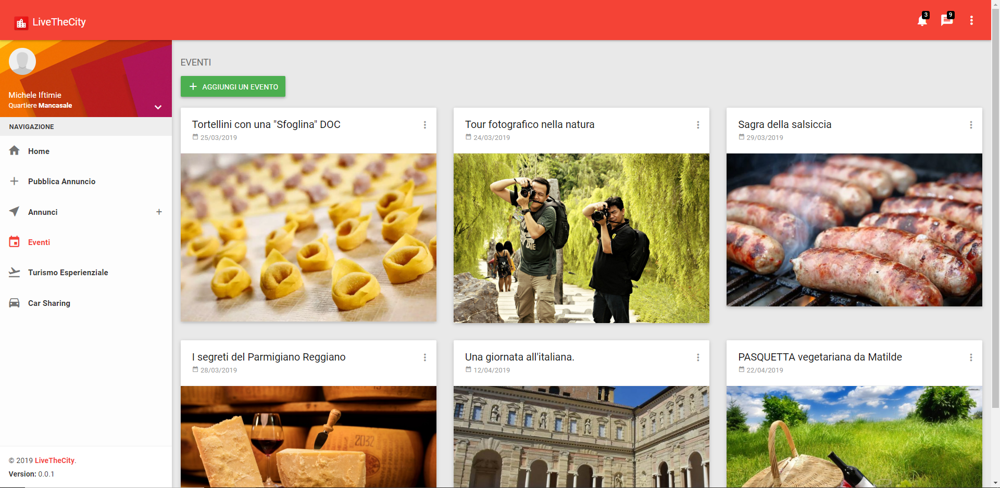 LiveTheCity
3
9
Michele Iftimie
Quartiere Mancasale
NAVIGAZIONE
Home
Pubblica Annuncio
Annunci
Eventi
Turismo Esperienziale
Car Sharing
© 2019 LiveTheCity.
Version: 0.0.1
EVENTI
AGGIUNGI UN EVENTO
Tortellini con una "Sfoglina" DOC
25/03/2019
Tour fotografico nella natura
24/03/2019
Sagra della salsiccia
29/03/2019
I segreti del Parmigiano Reggiano
28/03/2019
2032
Una giornata all'italiana.
12/04/2019
PASQUETTA vegetariana da Matilde
22/04/2019